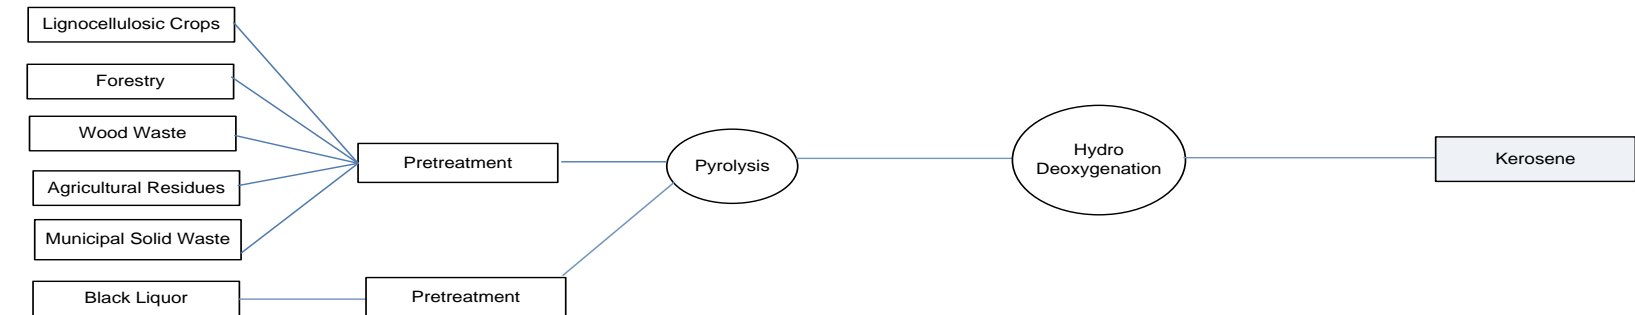 Lignocellulosic Crops
Forestry
Wood Waste
Agricultural Residues
Municipal Solid Waste
Black Liquor
Pretreatment
Pretreatment
Pyrolysis
Hydro
Deoxygenation
Kerosene